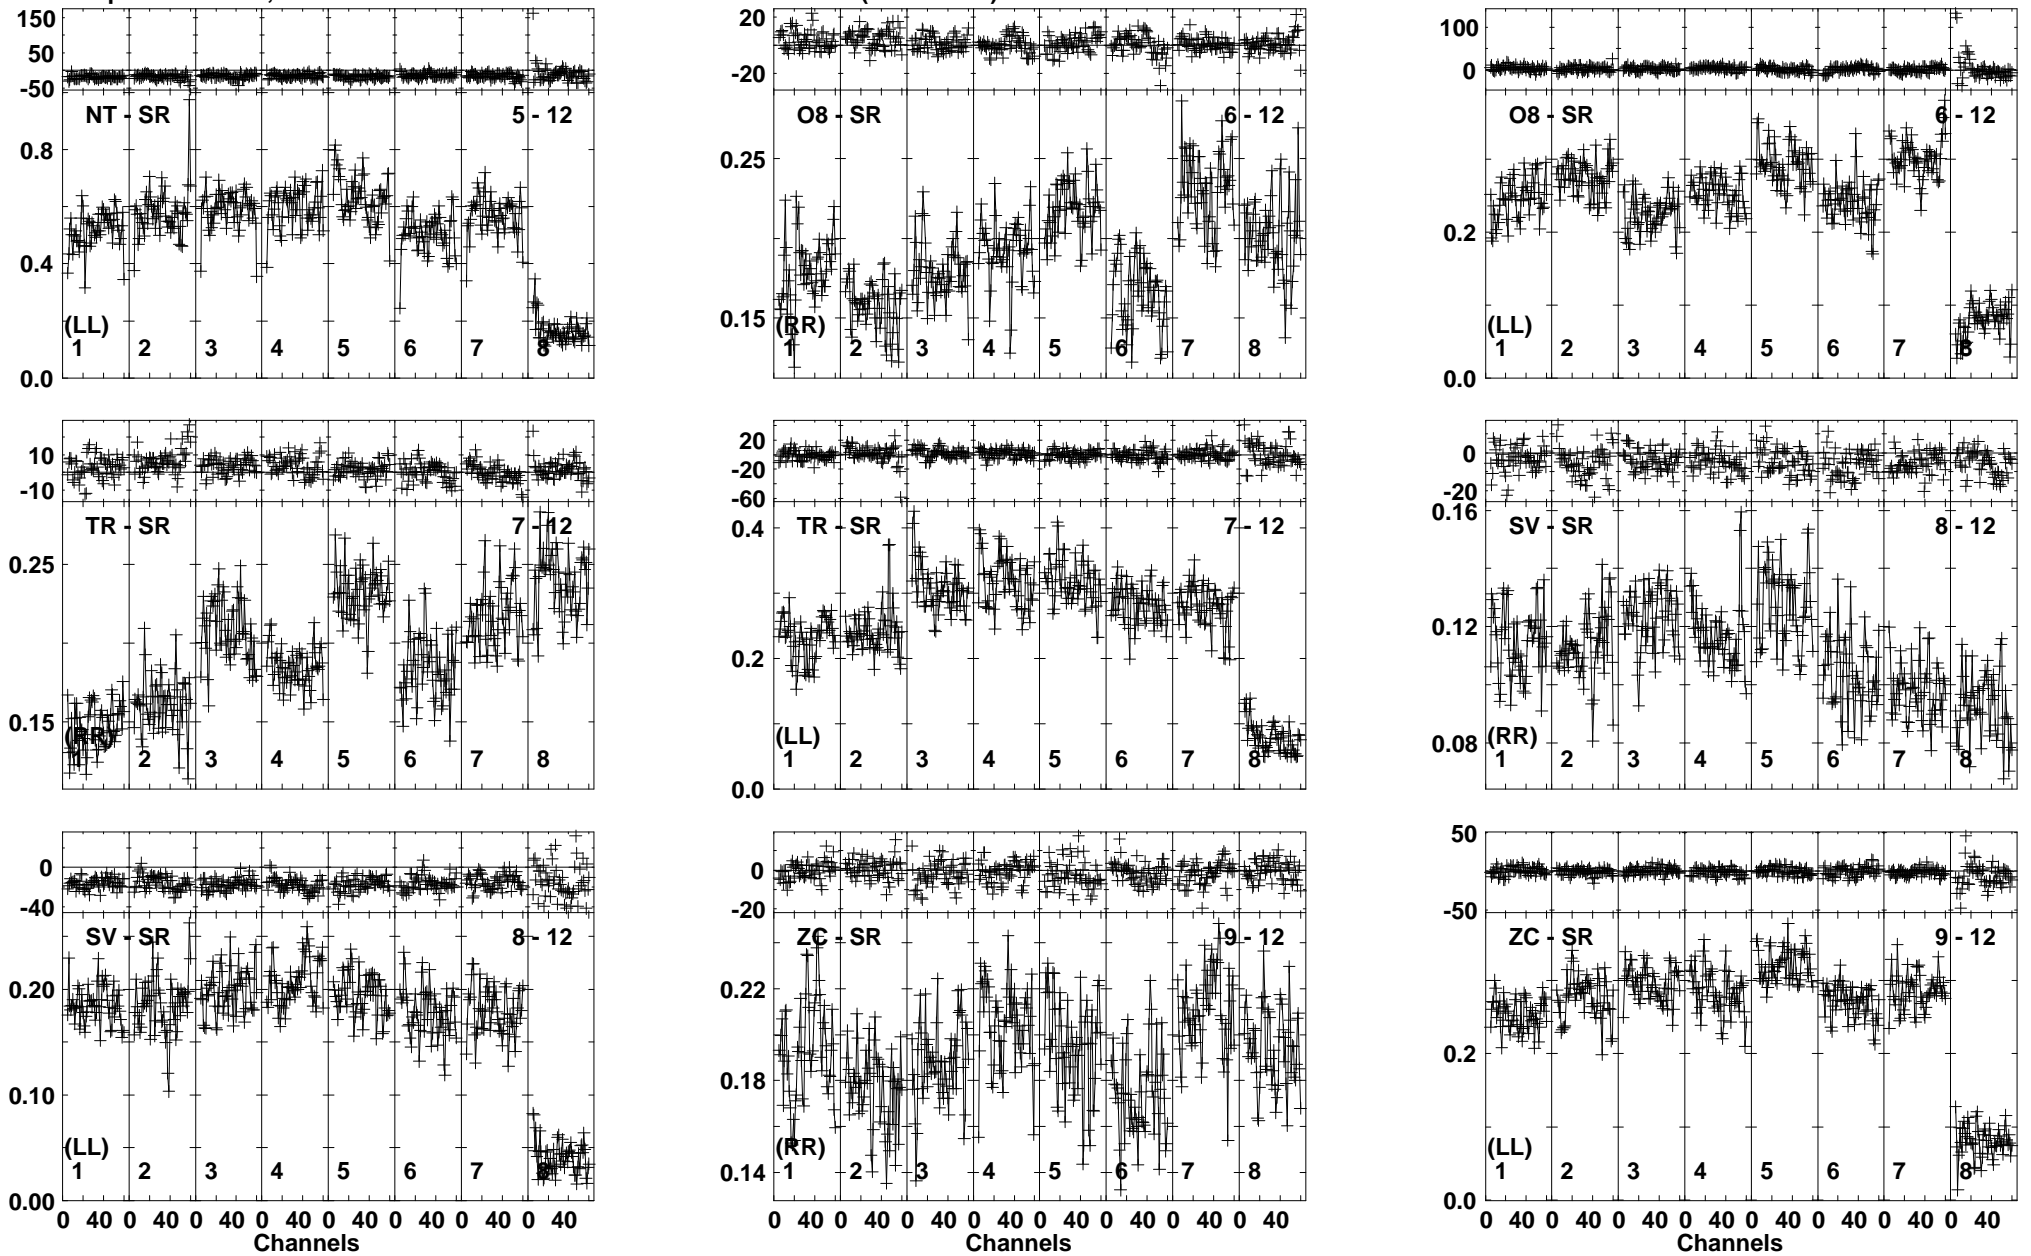 150 50 -50
NT - SR 5 - 12
0.8 0.4 0.0
(LL)
1 2 3 4 5 6 7 8
20 -20
O8 - SR 6 - 12
0.25 0.15
(RR)
1 2 3 4 5 6 7 8
100 0
O8 - SR 6 - 12
0.2 0.0
(LL)
1 2 3 4 5 6 7 8
10 -10
TR - SR 7 - 12
0.25 0.15
(RR)
1 2 3 4 5 6 7 8
20 -20 -60
TR - SR 7 - 12
0.4 0.2 0.0
(LL)
1 2 3 4 5 6 7 8
0 -20
SV - SR 8 - 12
0.16 0.12 0.08
(RR)
1 2 3 4 5 6 7 8
0 -40
SV - SR 8 - 12
0.20 0.10 0.00
(LL)
1 2 3 4 5 6 7 8
0 40 0 40 0 40 0 40 0 40 0 40 0 40 0 40
Channels
20 0 -20
ZC - SR 9 - 12
0.22 0.18 0.14
(RR)
1 2 3 4 5 6 7 8
0 40 0 40 0 40 0 40 0 40 0 40 0 40 0 40
Channels
50 -50
ZC - SR 9 - 12
0.2 0.0
(LL)
1 2 3 4 5 6 7 8
0 40 0 40 0 40 0 40 0 40 0 40 0 40 0 40
Channels